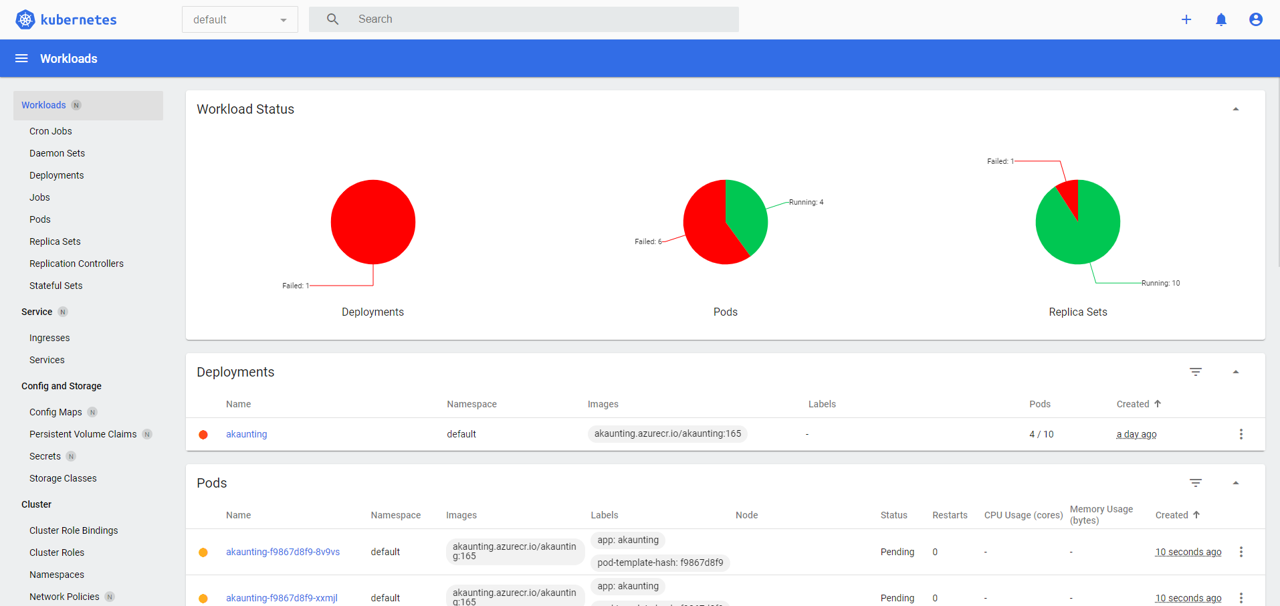 kubernetes
default
Search
Workloads
Workloads N
Cron Jobs
Daemon Sets
Deployments
Jobs
Pods
Replica Sets
Replication Controllers
Stateful Sets
Service N
Ingresses
Services
Config and Storage
Config Maps N
Persistent Volume Claims N
Secrets N
Storage Classes
Cluster
Cluster Role Bindings
Cluster Roles
Namespaces
Network Policies N
Workload Status
Failed: 1
Deployments
Running: 4
Failed: 6
Pods
Failed: 1
Running: 10
Replica Sets
Deployments
Name Namespace Images Labels Pods Created
akaunting default akaunting.azurecr.io/akaunting:165 - 4 / 10 a day ago
Pods
Name Namespace Images Labels Node Status Restarts CPU Usage (cores) Memory Usage (bytes) Created
akaunting-f9867d8f9-8v9vs default akaunting.azurecr.io/akauntin
g:165
app: akaunting
pod-template-hash: f9867d8f9
Pending 0 - - 10 seconds ago
akaunting-f9867d8f9-xxmjl default akaunting.azurecr.io/akauntin
g:165
app: akaunting
pod-template-hash: f9867d8f9
Pending 0 - - 10 seconds ago